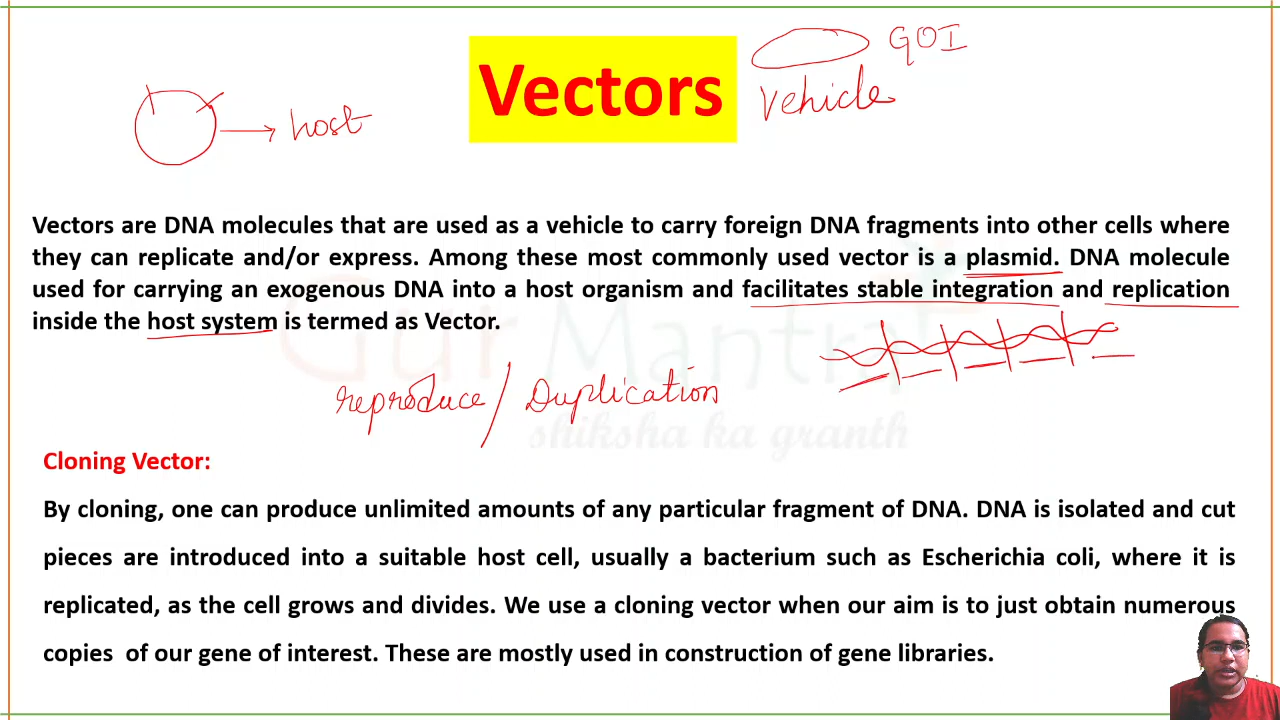 GOI
Vectors
vehicle
host
Vectors are DNA molecules that are used as a vehicle to carry foreign DNA fragments into other cells where
they can replicate and/or express. Among these most commonly used vector is a plasmid. DNA molecule
used for carrying an exogenous DNA into a host organism and facilitates stable integration and replication
inside the host system is termed as Vector.
Gur Mantra
reproduce / Duplication
shiksha ka granth
Cloning Vector:
By cloning, one can produce unlimited amounts of any particular fragment of DNA. DNA is isolated and cut
pieces are introduced into a suitable host cell, usually a bacterium such as Escherichia coli, where it is
replicated, as the cell grows and divides. We use a cloning vector when our aim is to just obtain numerous
copies of our gene of interest. These are mostly used in construction of gene libraries.